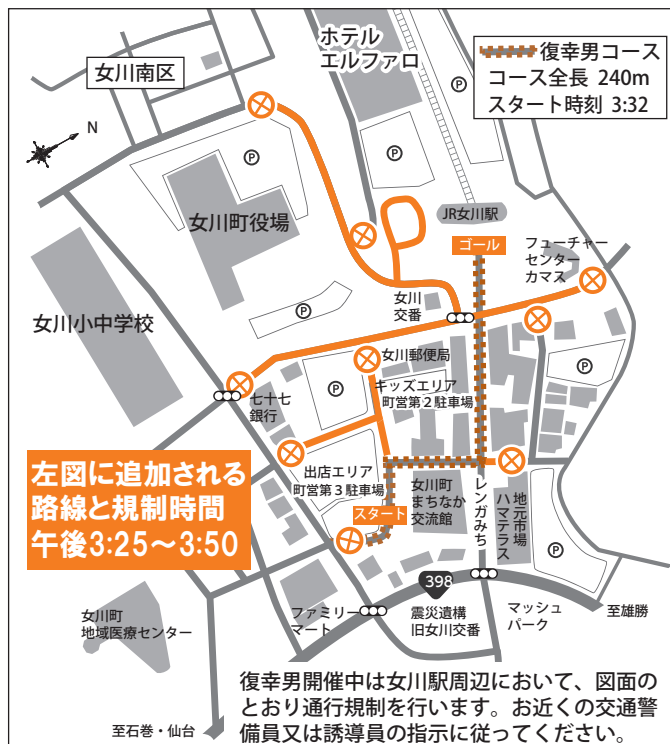 ホテル
エルファロ
復幸男コース
コース全長 240m
スタート時刻 3:32
女川南区
N
P
P
P
女川町役場
JR女川駅
ゴール
フューチャー
センター
カマス
女川
交番
P
女川小中学校
女川郵便局
P
P
キッズエリア
町営第2駐車場
七十七
銀行
左図に追加される
路線と規制時間
午後3:25～3:50
出店エリア
町営第3駐車場
スタート
女川町
まちなか
交流館
レンガみち
地元市場
ハマテラス
P
398
女川町
地域医療センター
ファミリー
マート
震災遺構
旧女川交番
マッシュ
パーク
至雄勝
至石巻・仙台
復幸男開催中は女川駅周辺において、図面の
とおり通行規制を行います。お近くの交通警
備員又は誘導員の指示に従ってください。